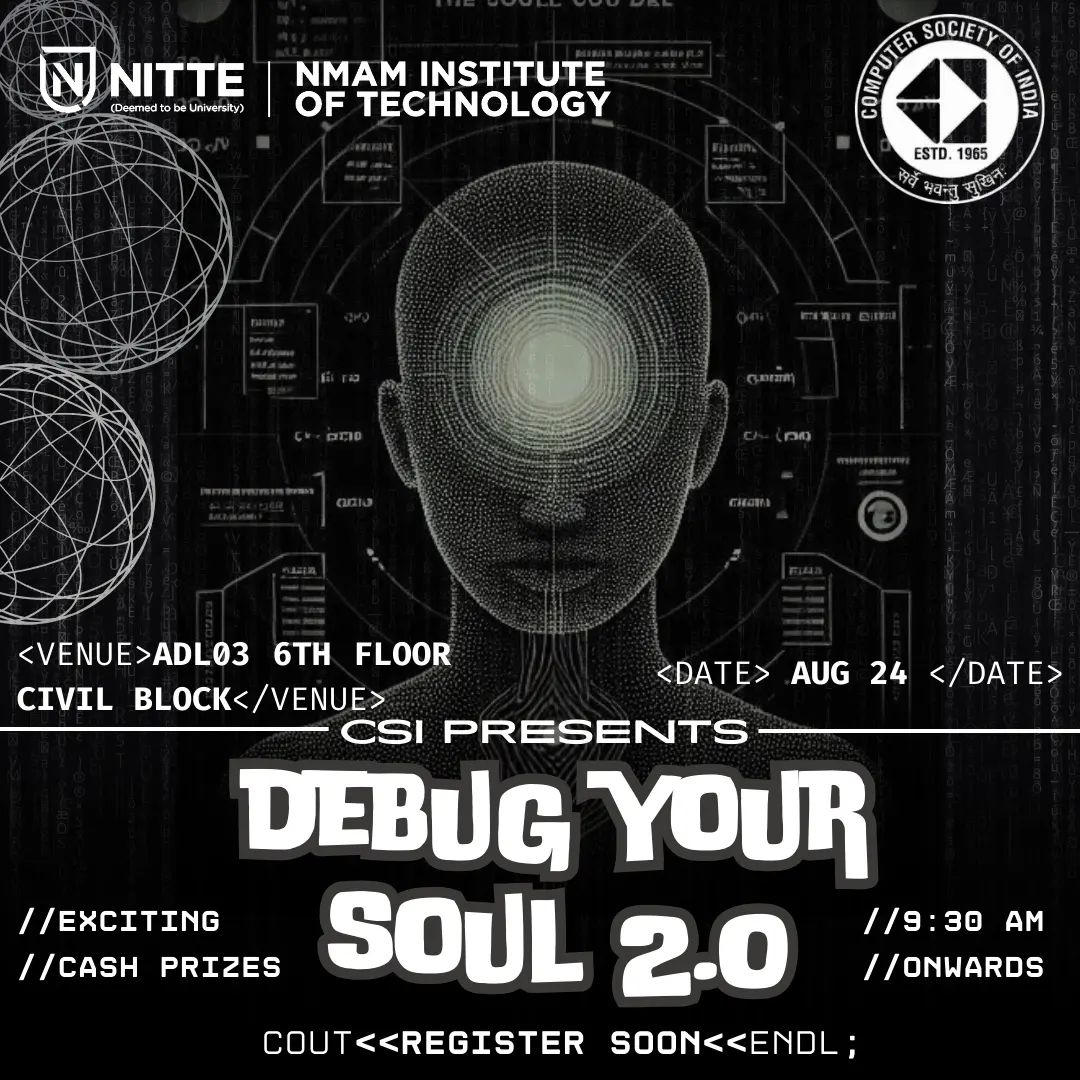 NITTE
(Deemed to be University)
NMAM INSTITUTE
OF TECHNOLOGY
COMPUTER SOCIETY OF INDIA
ESTD. 1965
सर्वे भवन्तु सुखिनः
<VENUE>ADL03 6TH FLOOR
CIVIL BLOCK</VENUE>
<DATE> AUG 24 </DATE>
CSI PRESENTS
DEBUG YOUR
SOUL 2.0
//EXCITING
//CASH PRIZES
//9:30 AM
//ONWARDS
COUT<<REGISTER SOON<<ENDL;